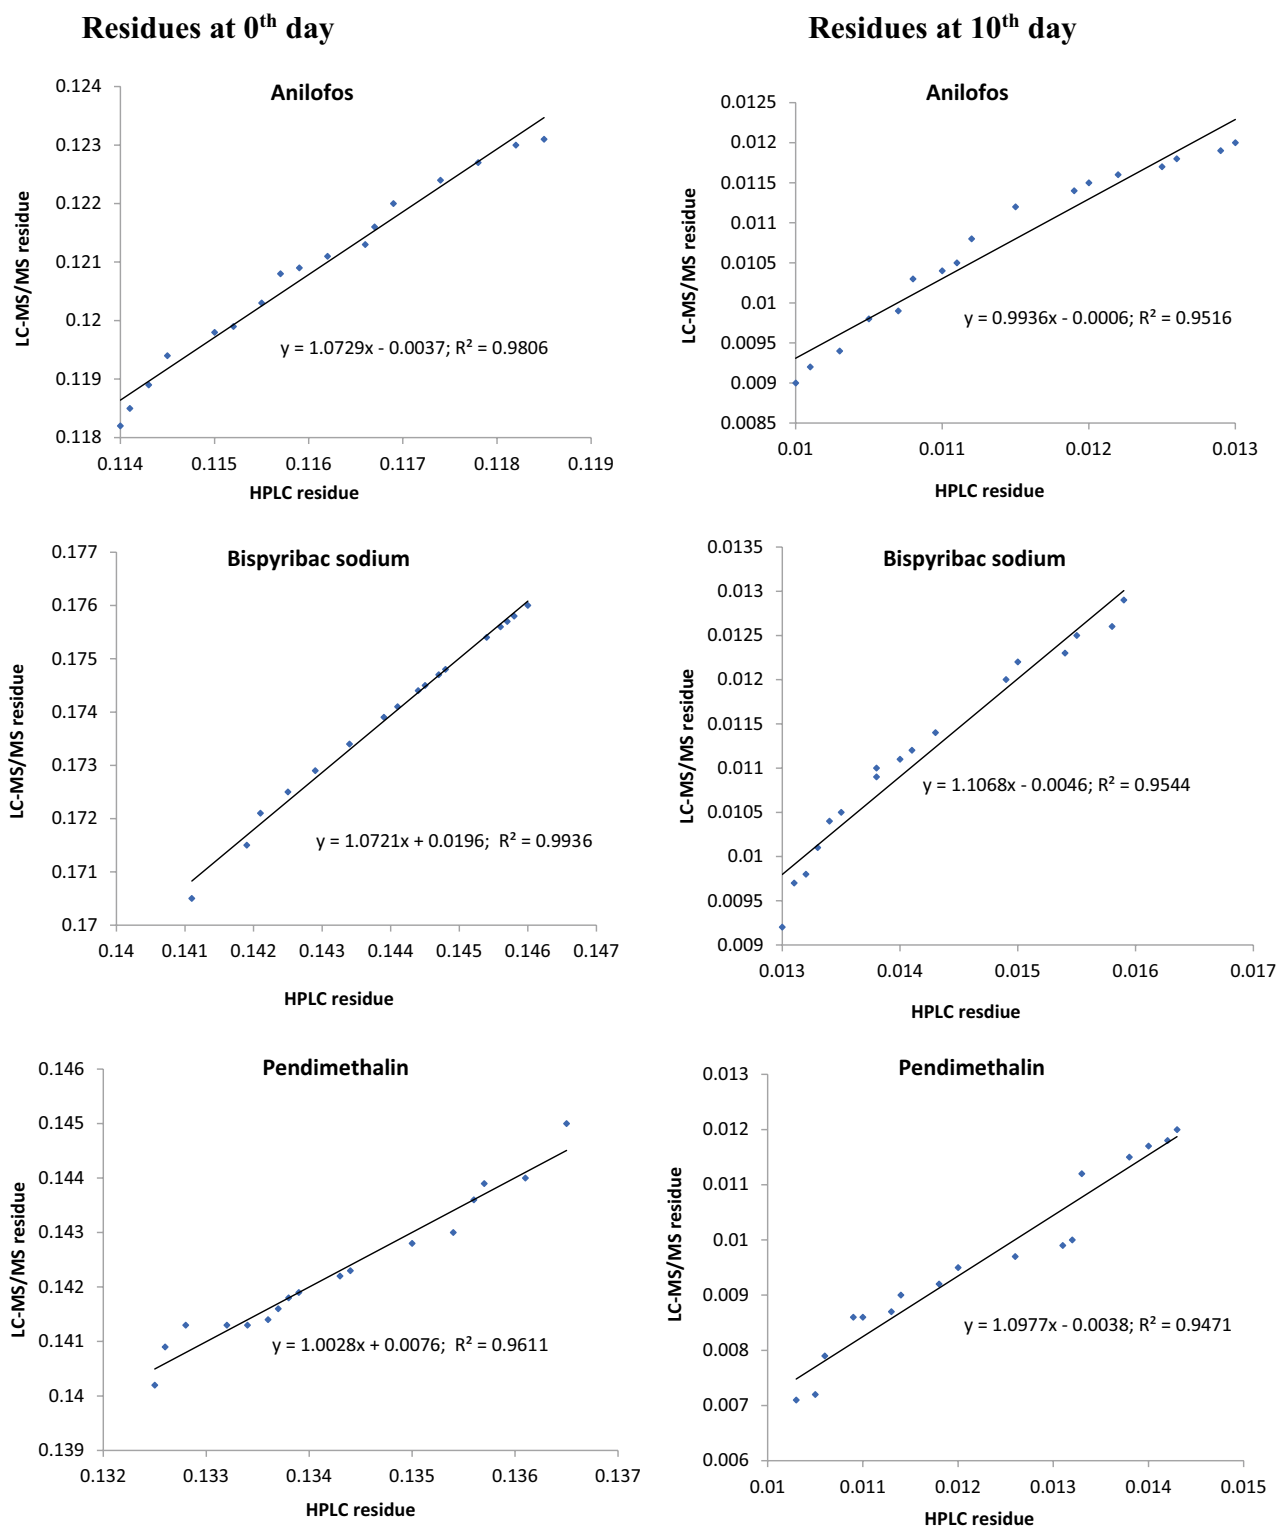 Residues at 0th day
Residues at 10th day
Anilofos
0.124
0.123
0.122
0.121
0.12
0.119
0.118
LC-MS/MS residue
y = 1.0729x - 0.0037; R² = 0.9806
0.114 0.115 0.116 0.117 0.118 0.119
HPLC residue
Anilofos
0.0125
0.012
0.0115
0.011
0.0105
0.01
0.0095
0.009
0.0085
LC-MS/MS residue
y = 0.9936x - 0.0006; R² = 0.9516
0.01 0.011 0.012 0.013
HPLC residue
Bispyribac sodium
0.177
0.176
0.175
0.174
0.173
0.172
0.171
0.17
LC-MS/MS residue
y = 1.0721x + 0.0196; R² = 0.9936
0.14 0.141 0.142 0.143 0.144 0.145 0.146 0.147
HPLC residue
Bispyribac sodium
0.0135
0.013
0.0125
0.012
0.0115
0.011
0.0105
0.01
0.0095
0.009
LC-MS/MS residue
y = 1.1068x - 0.0046; R² = 0.9544
0.013 0.014 0.015 0.016 0.017
HPLC resdiue
Pendimethalin
0.146
0.145
0.144
0.143
0.142
0.141
0.14
0.139
LC-MS/MS residue
y = 1.0028x + 0.0076; R² = 0.9611
0.132 0.133 0.134 0.135 0.136 0.137
HPLC residue
Pendimethalin
0.013
0.012
0.011
0.01
0.009
0.008
0.007
0.006
LC-MS/MS residue
y = 1.0977x - 0.0038; R² = 0.9471
0.01 0.011 0.012 0.013 0.014 0.015
HPLC residue